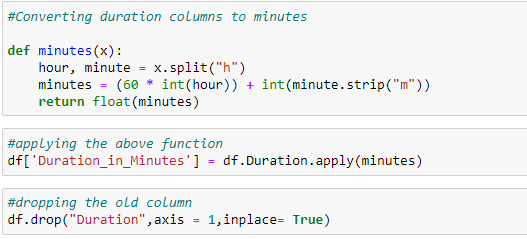 #Converting duration columns to minutes
def minutes(x):
    hour, minute = x.split("h")
    minutes = (60 * int(hour)) + int(minute.strip("m"))
    return float(minutes)
#applying the above function
df['Duration_in_Minutes'] = df.Duration.apply(minutes)
#dropping the old column
df.drop("Duration",axis = 1,inplace= True)